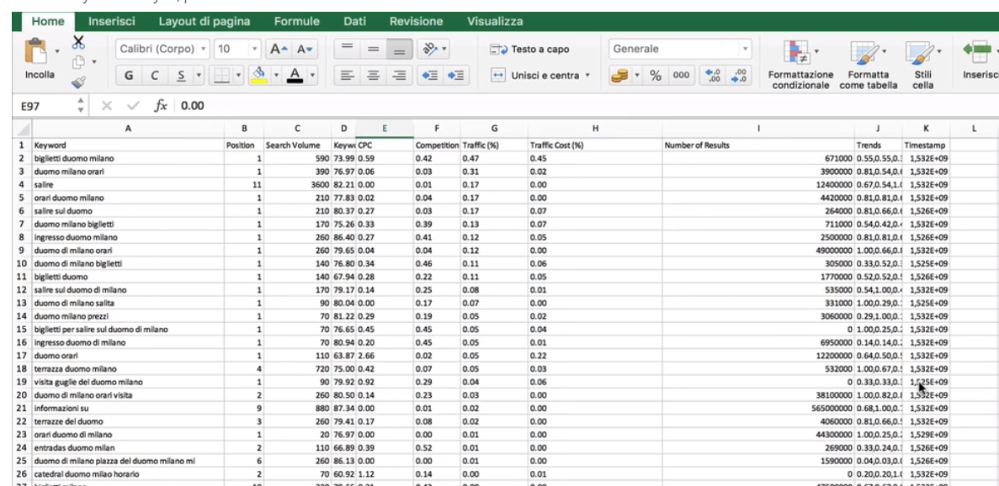 Home Inserisci Layout di pagina Formule Dati Revisione Visualizza
Calibri (Corpo) 10 A A Testo a capo Generale
Incolla G C S A Unisci e centra % 000 Formattazione condizionale Formatta come tabella Stili cella Inserisc
E97 fx 0.00
A B C D E F G H I J K L
1 Keyword Position Search Volume Keyw CPC Competition Traffic (%) Traffic Cost (%) Number of Results Trends Timestamp
2 biglietti duomo milano 1 590 73.99 0.59 0.42 0.47 0.45 671000 0.55,0.55,0. 1,532E+09
3 duomo milano orari 1 390 76.97 0.06 0.03 0.31 0.02 3900000 0.81,0.54,0. 1,532E+09
4 salire 11 3600 82.21 0.00 0.01 0.17 0.00 12400000 0.67,0.54,1. 1,532E+09
5 orari duomo milano 1 210 77.83 0.02 0.04 0.17 0.00 4420000 0.81,0.81,0. 1,532E+09
6 salire sul duomo 1 210 80.37 0.27 0.03 0.17 0.07 264000 0.81,0.66,0. 1,526E+09
7 duomo milano biglietti 1 170 75.26 0.33 0.39 0.13 0.07 711000 0.54,0.42,0. 1,532E+09
8 ingresso duomo milano 1 260 86.40 0.27 0.41 0.12 0.05 2500000 0.81,0.81,0. 1,526E+09
9 duomo di milano orari 1 260 79.65 0.04 0.04 0.12 0.00 49000000 1.00,0.66,0. 1,532E+09
10 duomo di milano biglietti 1 140 76.80 0.34 0.46 0.11 0.06 305000 0.33,0.52,0. 1,525E+09
11 biglietti duomo 1 140 67.94 0.28 0.22 0.11 0.05 1770000 0.52,0.52,0. 1,526E+09
12 salire sul duomo di milano 1 170 79.17 0.14 0.25 0.08 0.01 535000 0.54,1.00,0. 1,532E+09
13 duomo di milano salita 1 90 80.04 0.00 0.17 0.07 0.00 331000 1.00,0.29,0. 1,525E+09
14 duomo milano prezzi 1 70 81.22 0.29 0.19 0.05 0.02 3060000 0.29,1.00,0. 1,532E+09
15 biglietti per salire sul duomo di milano 1 70 76.65 0.45 0.45 0.05 0.04 0 1.00,0.25,0. 1,532E+09
16 ingresso duomo di milano 1 70 80.94 0.20 0.45 0.05 0.01 6950000 0.14,0.14,0. 1,532E+09
17 duomo orari 1 110 63.87 2.66 0.02 0.05 0.22 12200000 0.64,0.50,0. 1,532E+09
18 terrazza duomo milano 4 720 75.00 0.42 0.07 0.05 0.03 532000 1.00,0.67,0. 1,532E+09
19 visita guglie del duomo milano 1 90 79.92 0.92 0.29 0.04 0.06 0 0.33,0.33,0. 1,525E+09
20 duomo di milano orari visita 2 260 80.50 0.14 0.23 0.03 0.00 38100000 1.00,0.82,0. 1,532E+09
21 informazioni su 9 880 87.34 0.00 0.01 0.02 0.00 565000000 0.68,1.00,0. 1,532E+09
22 terrazze del duomo 3 260 79.41 0.17 0.08 0.02 0.00 4060000 0.81,0.66,0. 1,532E+09
23 orari duomo di milano 1 20 76.97 0.00 0.00 0.01 0.00 44300000 1.00,0.25,0. 1,529E+09
24 entradas duomo milan 2 110 66.89 0.39 0.52 0.01 0.00 269000 0.33,0.24,0. 1,526E+09
25 duomo di milano piazza del duomo milano mi 6 260 86.13 0.00 0.00 0.01 0.00 1590000 0.04,0.03,0. 1,526E+09
26 catedral duomo milao horario 2 70 60.92 1.12 0.14 0.00 0.01 0 0.20,0.20,1. 1,532E+09